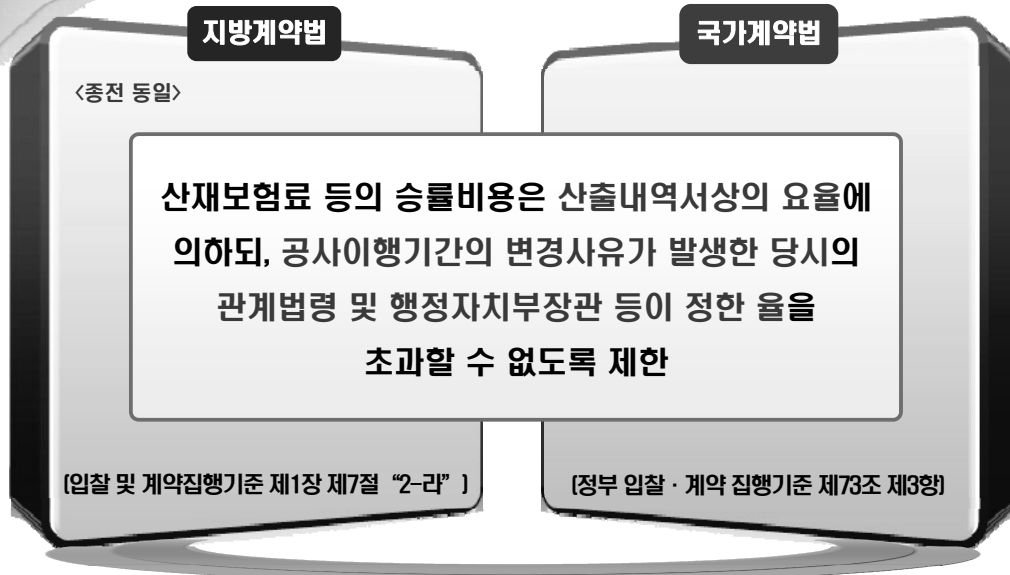 지방계약법
국가계약법
<종전 동일>
산재보험료 등의 승률비용은 산출내역서상의 요율에
의하되, 공사이행기간의 변경사유가 발생한 당시의
관계법령 및 행정자치부장관 등이 정한 율을
초과할 수 없도록 제한
(입찰 및 계약집행기준 제1장 제7절 “2-라” )
(정부 입찰 · 계약 집행기준 제73조 제3항)